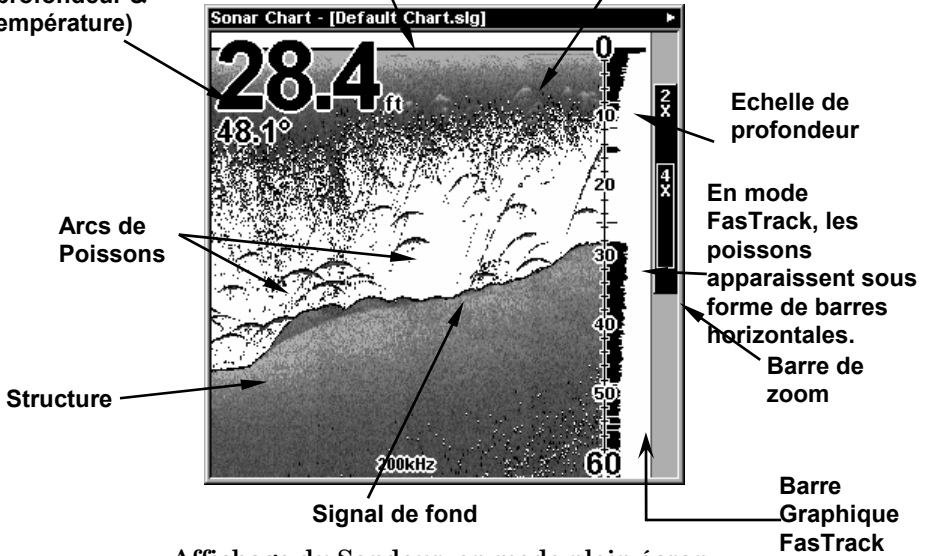 profondeur &
empérature)
Sonar Chart - [Default Chart.slg]
28.4 ft
48.1°
0
10
20
30
40
50
60
2X
4X
200kHz
Echelle de
profondeur
En mode
FasTrack, les
poissons
apparaissent sous
forme de barres
horizontales.
Barre de
zoom
Arcs de
Poissons
Structure
Signal de fond
Barre
Graphique
FasTrack